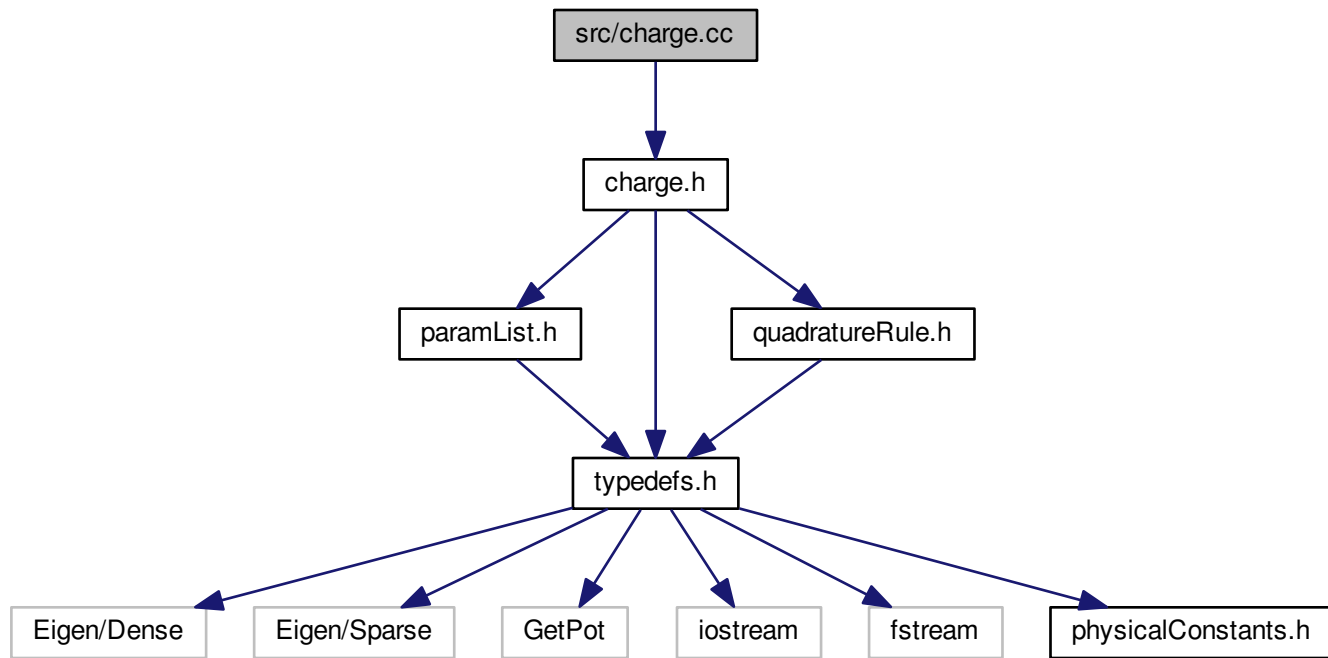 src/charge.cc
charge.h
paramList.h
quadratureRule.h
typedefs.h
Eigen/Dense
Eigen/Sparse
GetPot
iostream
fstream
physicalConstants.h